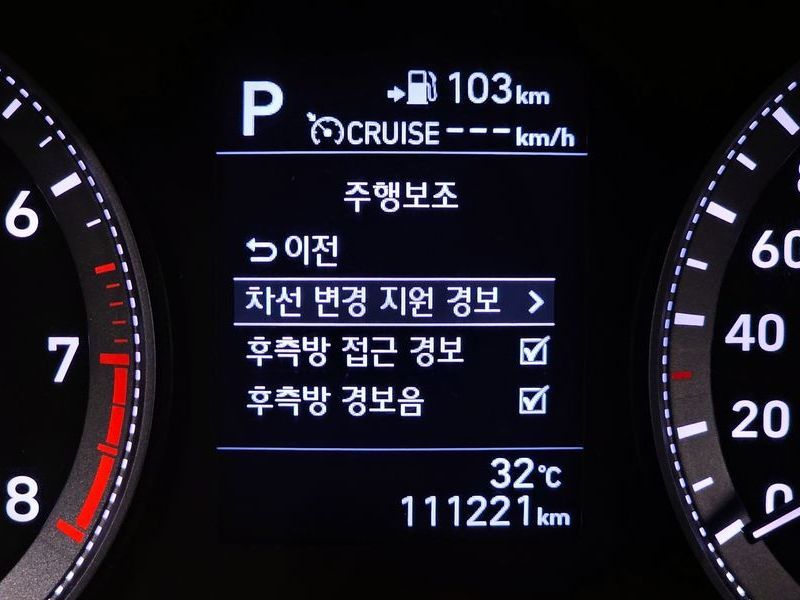 P 103km
CRUISE---km/h
주행보조
이전
차선 변경 지원 경보
후측방 접근 경보
후측방 경보음
32℃
111221km
6
7
8
60
40
20
0